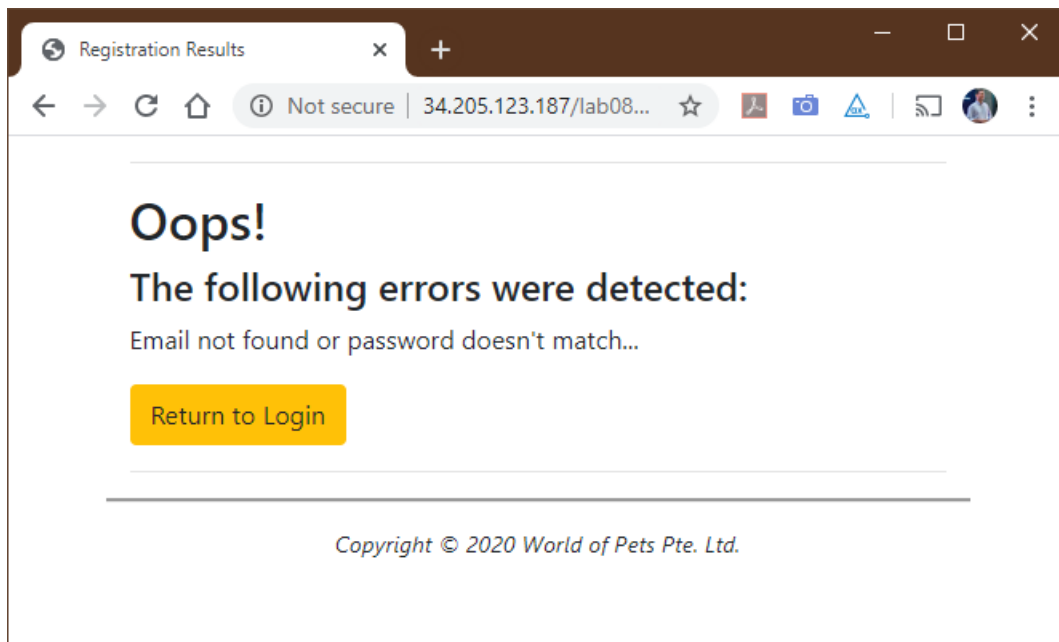 Registration Results
Not secure 34.205.123.187/lab08...
Oops!
The following errors were detected:
Email not found or password doesn't match...
Return to Login
Copyright © 2020 World of Pets Pte. Ltd.